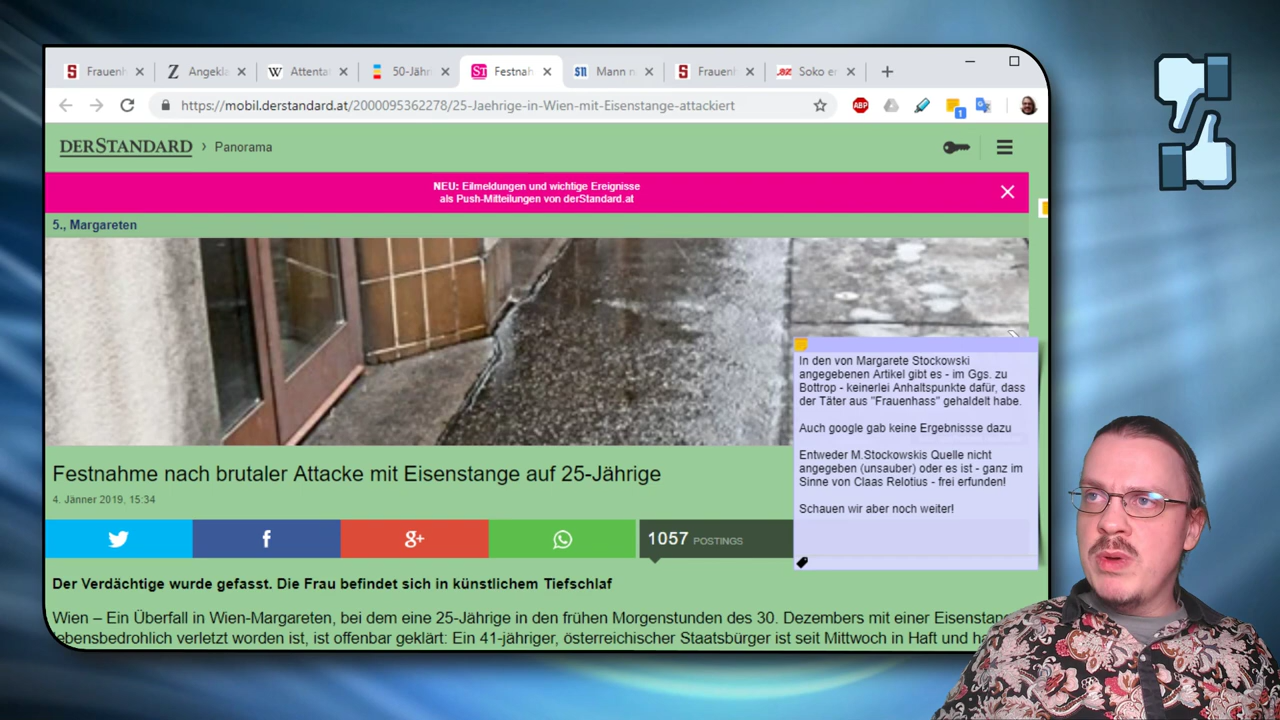 Frauenh
Angekla
Attenta
50-Jähri
Festnah
Mann n
Frauenh
Soko er
https://mobil.derstandard.at/2000095362278/25-Jaehrige-in-Wien-mit-Eisenstange-attackiert
ABP
1
DERSTANDARD › Panorama
NEU: Eilmeldungen und wichtige Ereignisse
als Push-Mitteilungen von derStandard.at
5., Margareten
In den von Margarete Stockowski
angegebenen Artikel gibt es - im Ggs. zu
Bottrop - keinerlei Anhaltspunkte dafür, dass
der Täter aus "Frauenhass" gehaldelt habe.
Auch google gab keine Ergebnissse dazu
Entweder M.Stockowskis Quelle nicht
angegeben (unsauber) oder es ist - ganz im
Sinne von Claas Relotius - frei erfunden!
Schauen wir aber noch weiter!
Festnahme nach brutaler Attacke mit Eisenstange auf 25-Jährige
4. Jänner 2019, 15:34
1057 POSTINGS
Der Verdächtige wurde gefasst. Die Frau befindet sich in künstlichem Tiefschlaf
Wien – Ein Überfall in Wien-Margareten, bei dem eine 25-Jährige in den frühen Morgenstunden des 30. Dezembers mit einer Eisenstan
lebensbedrohlich verletzt worden ist, ist offenbar geklärt: Ein 41-jähriger, österreichischer Staatsbürger ist seit Mittwoch in Haft und ha